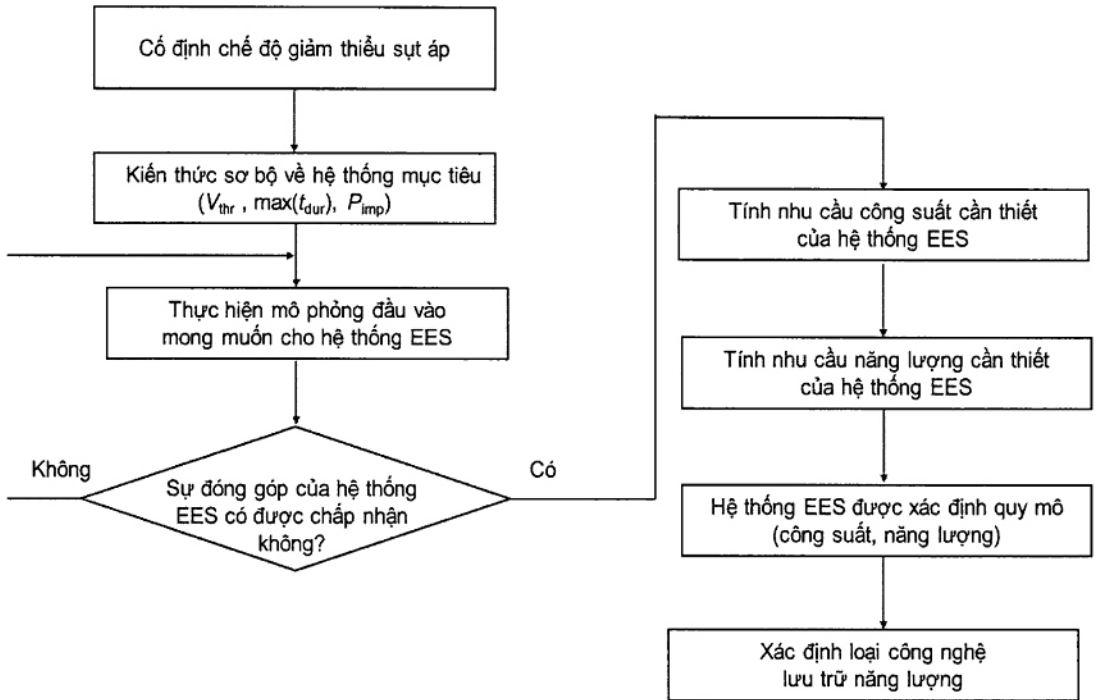 Cố định chế độ giảm thiểu sụt áp
Kiến thức sơ bộ về hệ thống mục tiêu
(Vthr , max(tdur), Pimp)
Thực hiện mô phỏng đầu vào
mong muốn cho hệ thống EES
Không
Sự đóng góp của hệ thống
EES có được chấp nhận
không?
Có
Tính nhu cầu công suất cần thiết
của hệ thống EES
Tính nhu cầu năng lượng cần thiết
của hệ thống EES
Hệ thống EES được xác định quy mô
(công suất, năng lượng)
Xác định loại công nghệ
lưu trữ năng lượng